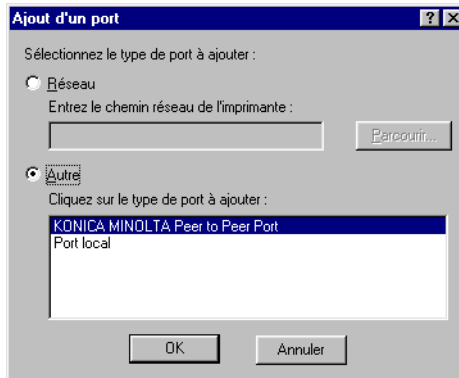 Ajout d'un port
Sélectionnez le type de port à ajouter :
Réseau
Entrez le chemin réseau de l'imprimante :
Parcourir...
Autre
Cliquez sur le type de port à ajouter :
KONICA MINOLTA Peer to Peer Port
Port local
OK
Annuler